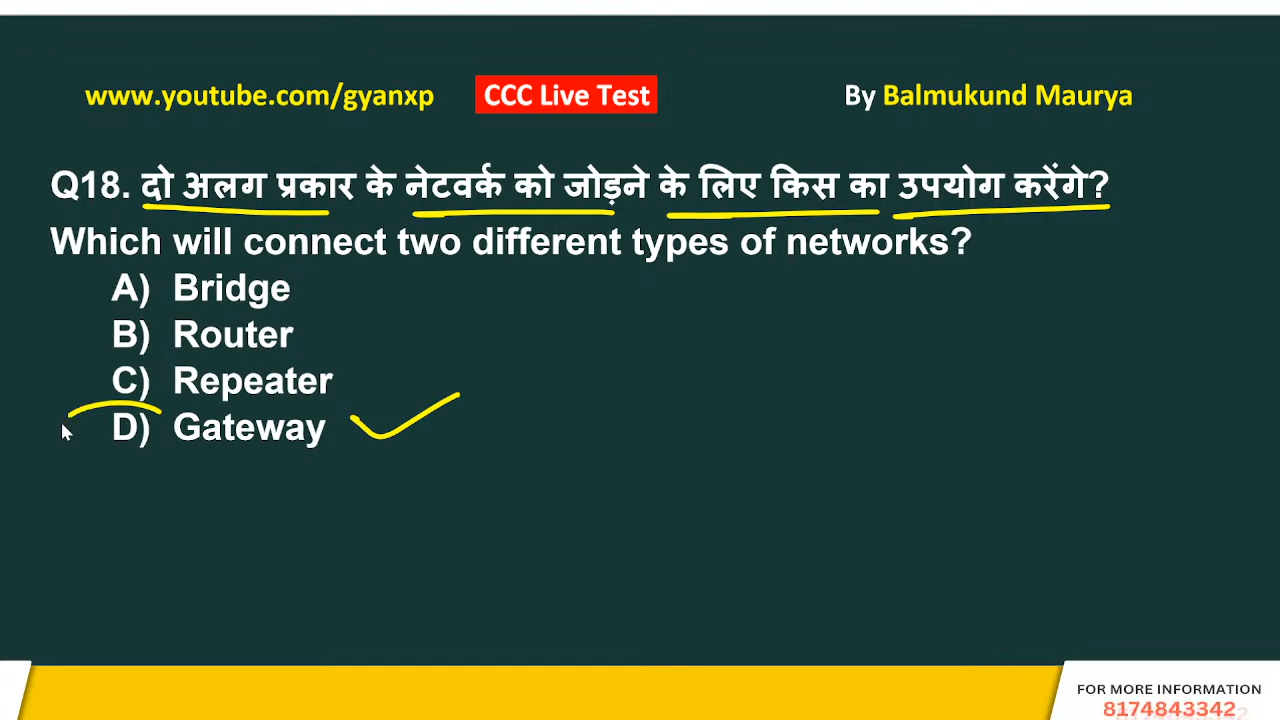 www.youtube.com/gyanxp CCC Live Test By Balmukund Maurya
Q18. दो अलग प्रकार के नेटवर्क को जोड़ने के लिए किस का उपयोग करेंगे?
Which will connect two different types of networks?
A) Bridge
B) Router
C) Repeater
D) Gateway
FOR MORE INFORMATION
8174843342